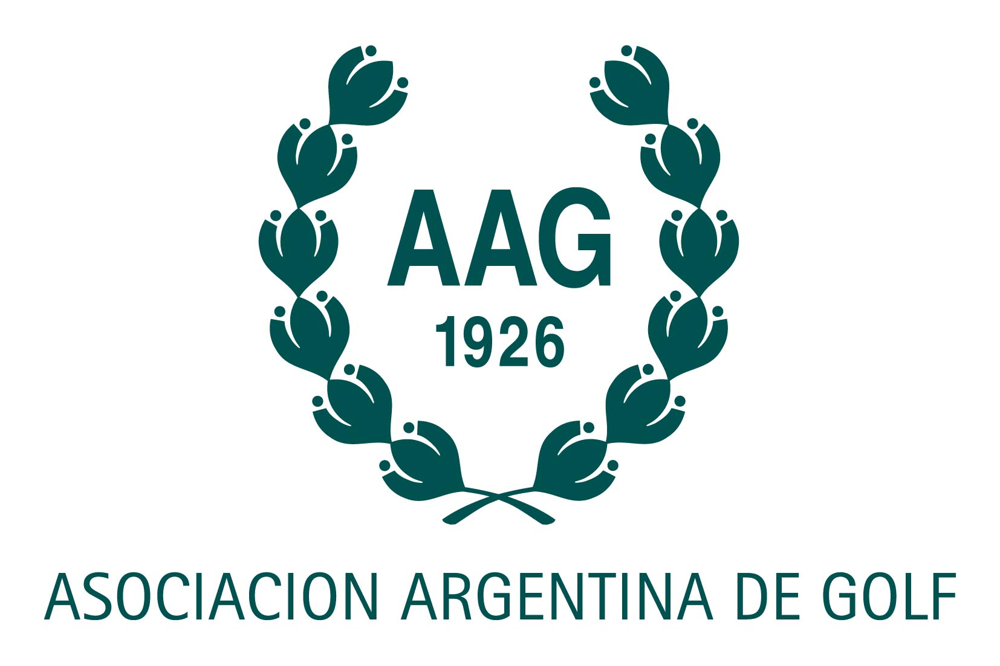 AAG
1926
ASOCIACION ARGENTINA DE GOLF